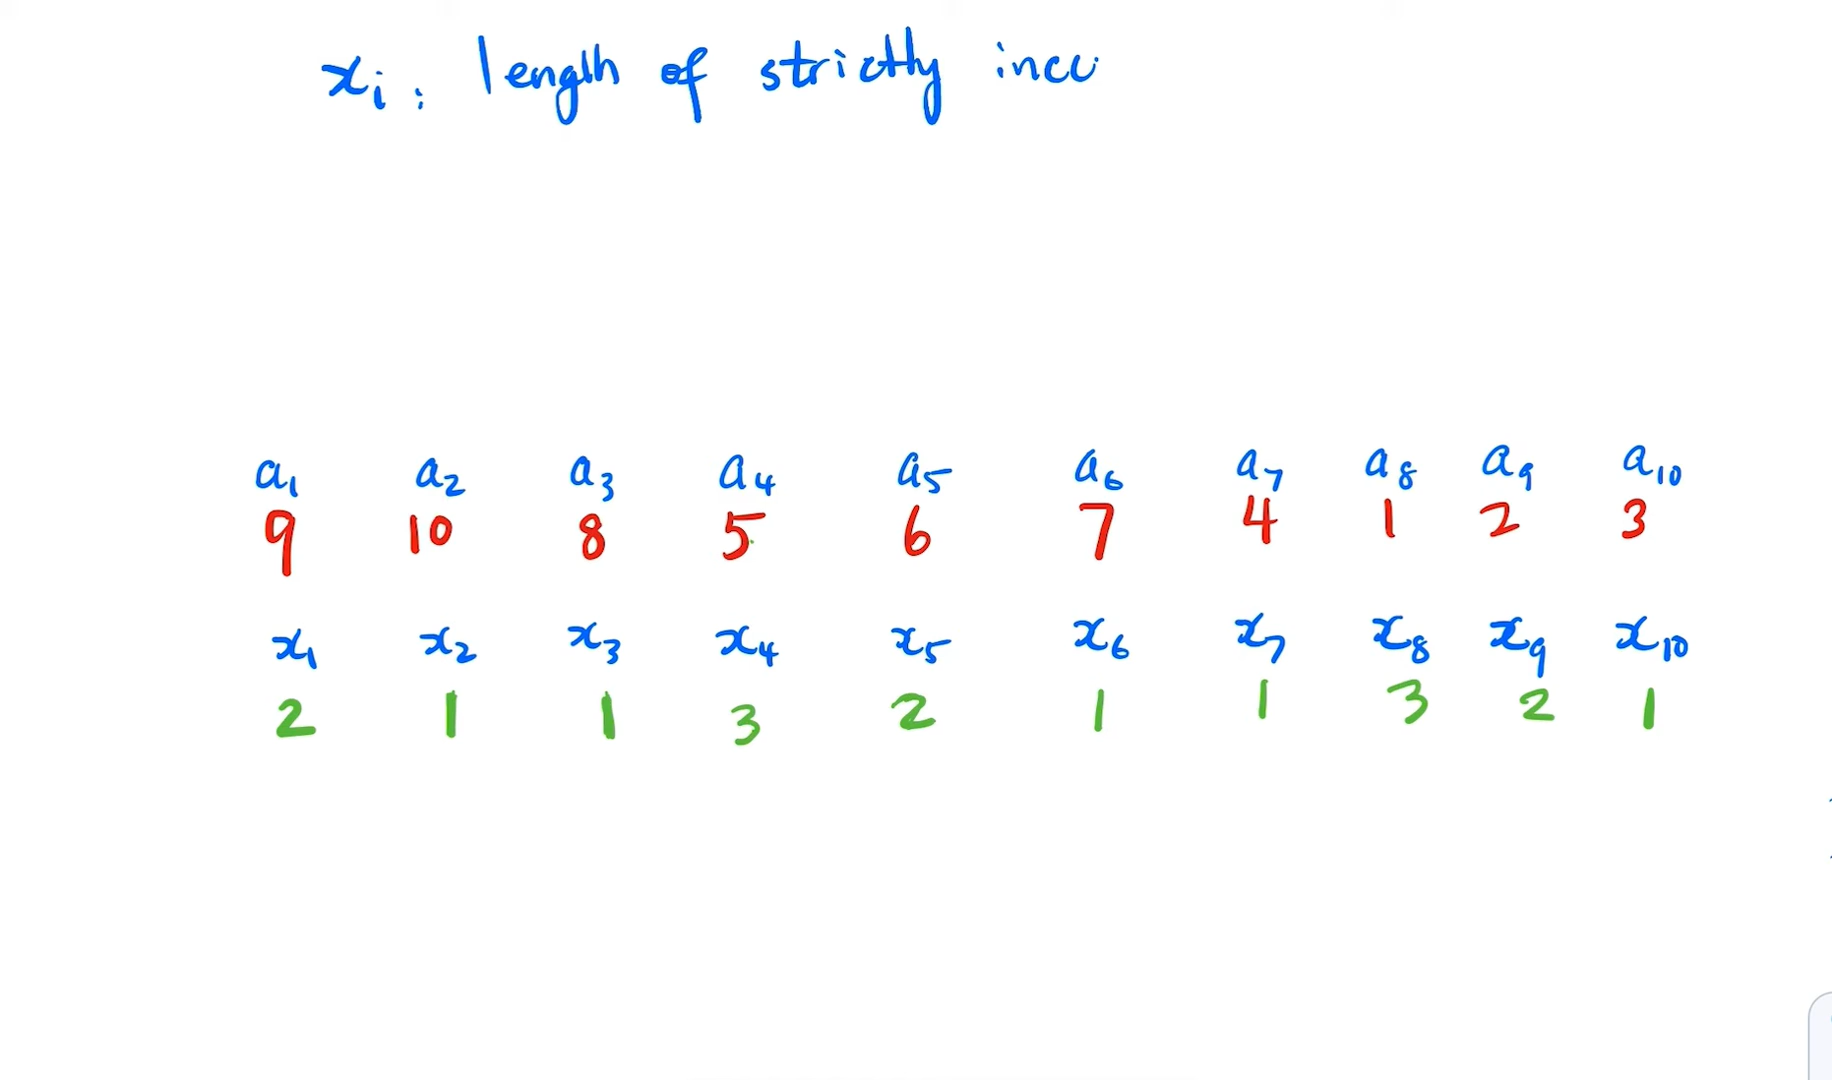 xᵢ: length of strictly incc
a₁ a₂ a₃ a₄ a₅ a₆ a₇ a₈ a₉ a₁₀
9 10 8 5 6 7 4 1 2 3
x₁ x₂ x₃ x₄ x₅ x₆ x₇ x₈ x₉ x₁₀
2 1 1 3 2 1 1 3 2 1